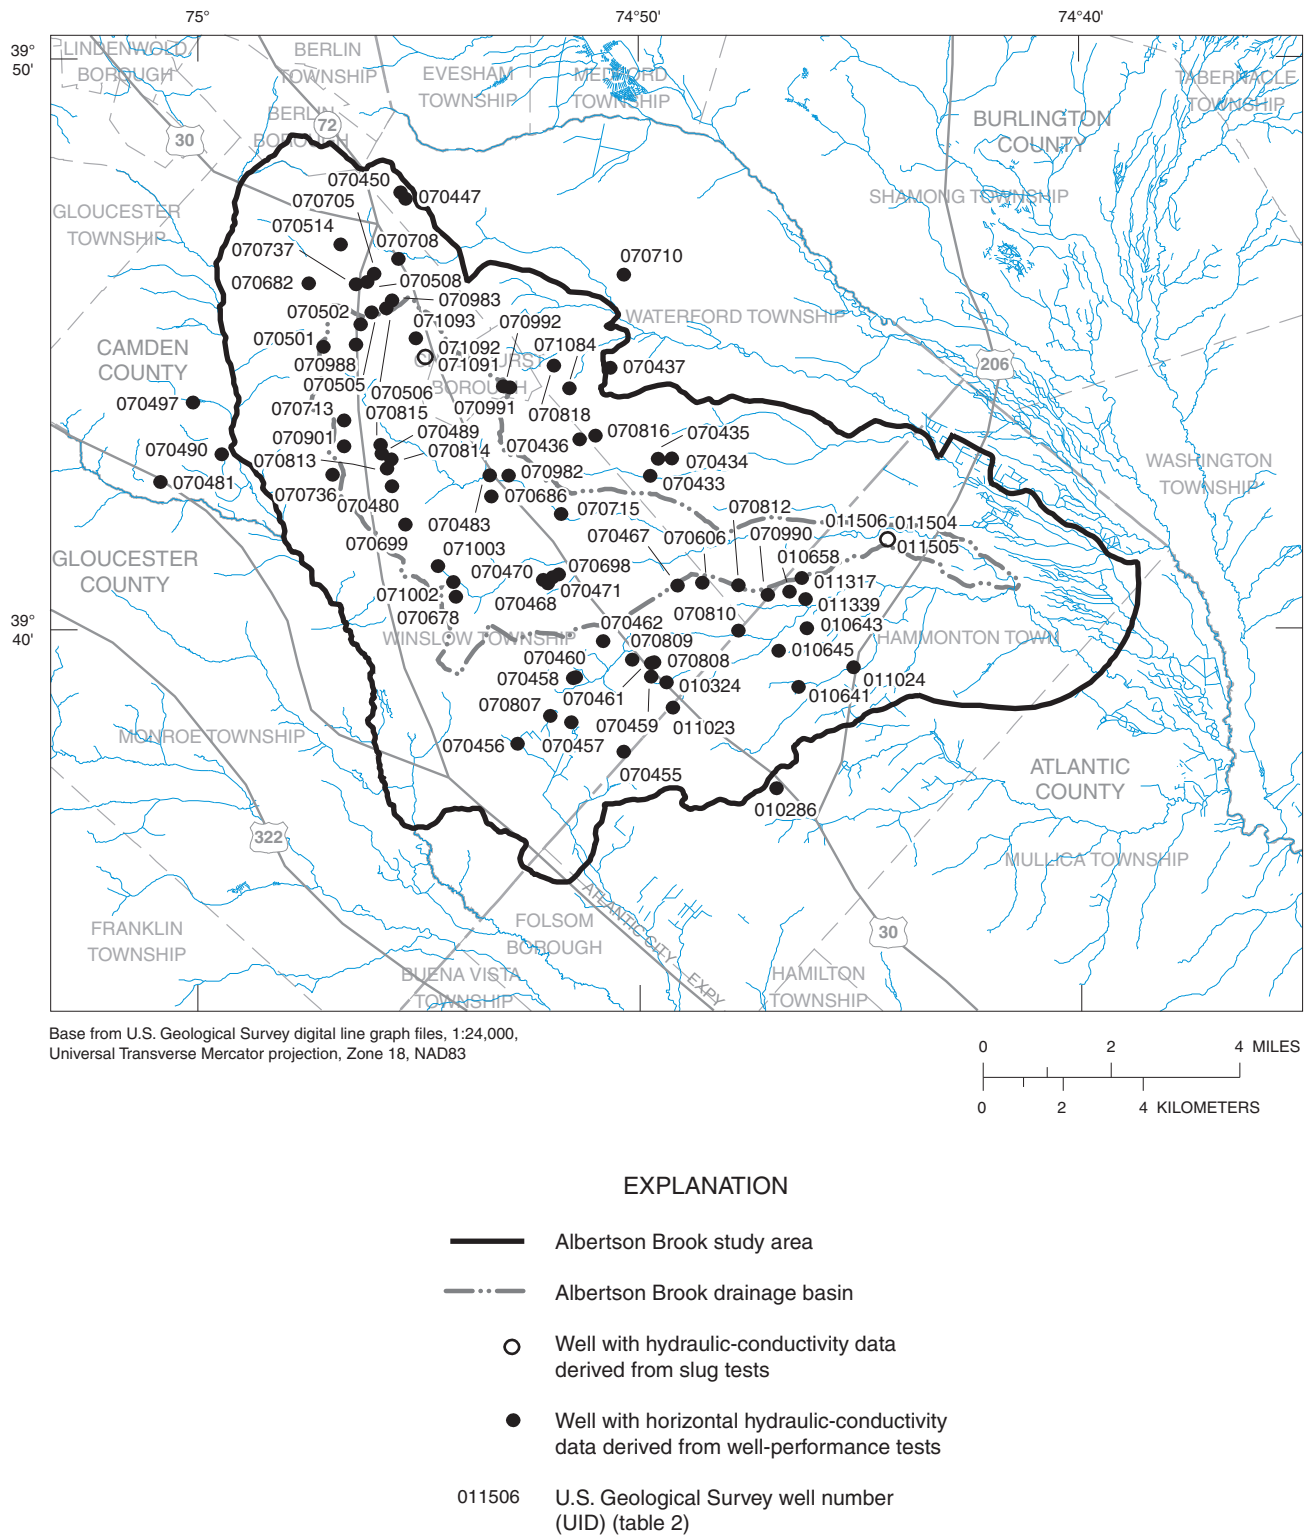 75°
74°50'
74°40'
39°
50'
LINDENWOLD
BOROUGH
BERLIN
TOWNSHIP
EVESHAM
TOWNSHIP
MEDFORD
TOWNSHIP
TABERNACLE
TOWNSHIP
BURLINGTON
COUNTY
BERLIN
BOROUGH
72
30
SHAMONG TOWNSHIP
GLOUCESTER
TOWNSHIP
070450
070447
070705
070514
070737
070708
070682
070508
070710
070983
070502
071093
070992
WATERFORD TOWNSHIP
070501
071092
071091
071084
CAMDEN
COUNTY
070988
BOROUGH
070437
206
070505
070506
070497
070713
070815
070991
070818
070901
070489
070436
070816
070435
070490
070813
070814
070434
070481
070982
070433
WASHINGTON
TOWNSHIP
070736
070480
070686
070483
070715
070812
070699
070467
070606
070990
011506
011504
011505
GLOUCESTER
COUNTY
071003
070698
010658
070470
070471
011317
071002
070468
011339
070678
070810
39°
40'
WINSLOW TOWNSHIP
070462
010643
HAMMONTON TOWN
070809
070460
070808
010645
070458
010324
011024
070461
010641
070807
070459
011023
MONROE TOWNSHIP
070456
070457
070455
ATLANTIC
COUNTY
010286
322
MULLICA TOWNSHIP
FRANKLIN
TOWNSHIP
FOLSOM
BOROUGH
ATLANTIC CITY EXPY
30
BUENA VISTA
TOWNSHIP
HAMILTON
TOWNSHIP
Base from U.S. Geological Survey digital line graph files, 1:24,000,
Universal Transverse Mercator projection, Zone 18, NAD83
0 2 4 MILES
0 2 4 KILOMETERS
EXPLANATION
Albertson Brook study area
Albertson Brook drainage basin
Well with hydraulic-conductivity data
derived from slug tests
Well with horizontal hydraulic-conductivity
data derived from well-performance tests
011506
U.S. Geological Survey well number
(UID) (table 2)